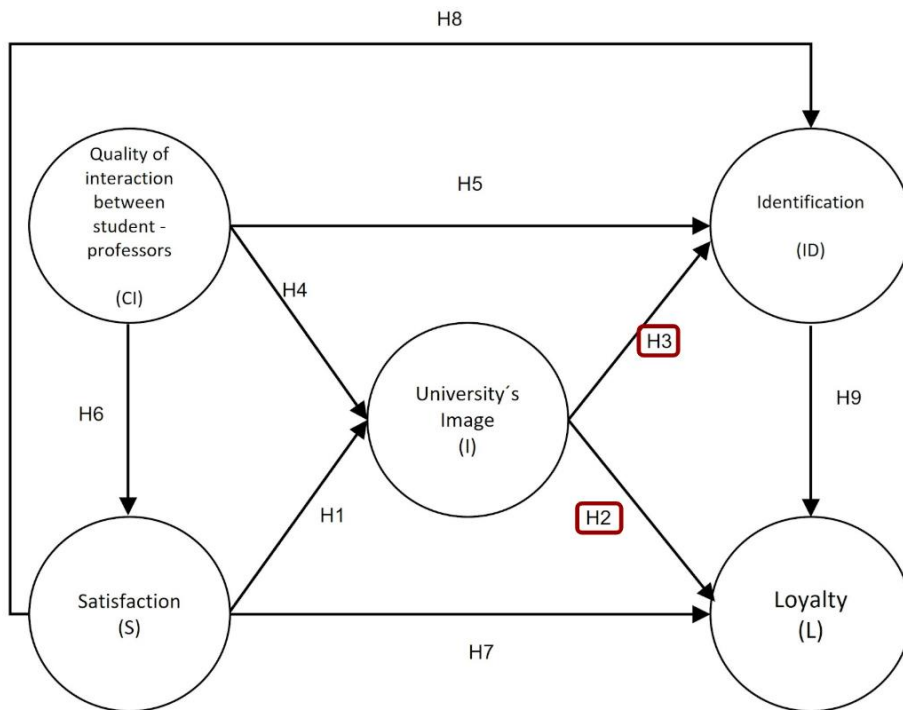 H8
Quality of
interaction
between
student -
professors
(CI)
H5
Identification
(ID)
H4
H3
University´s
Image
(I)
H6
H9
H1
H2
Satisfaction
(S)
Loyalty
(L)
H7